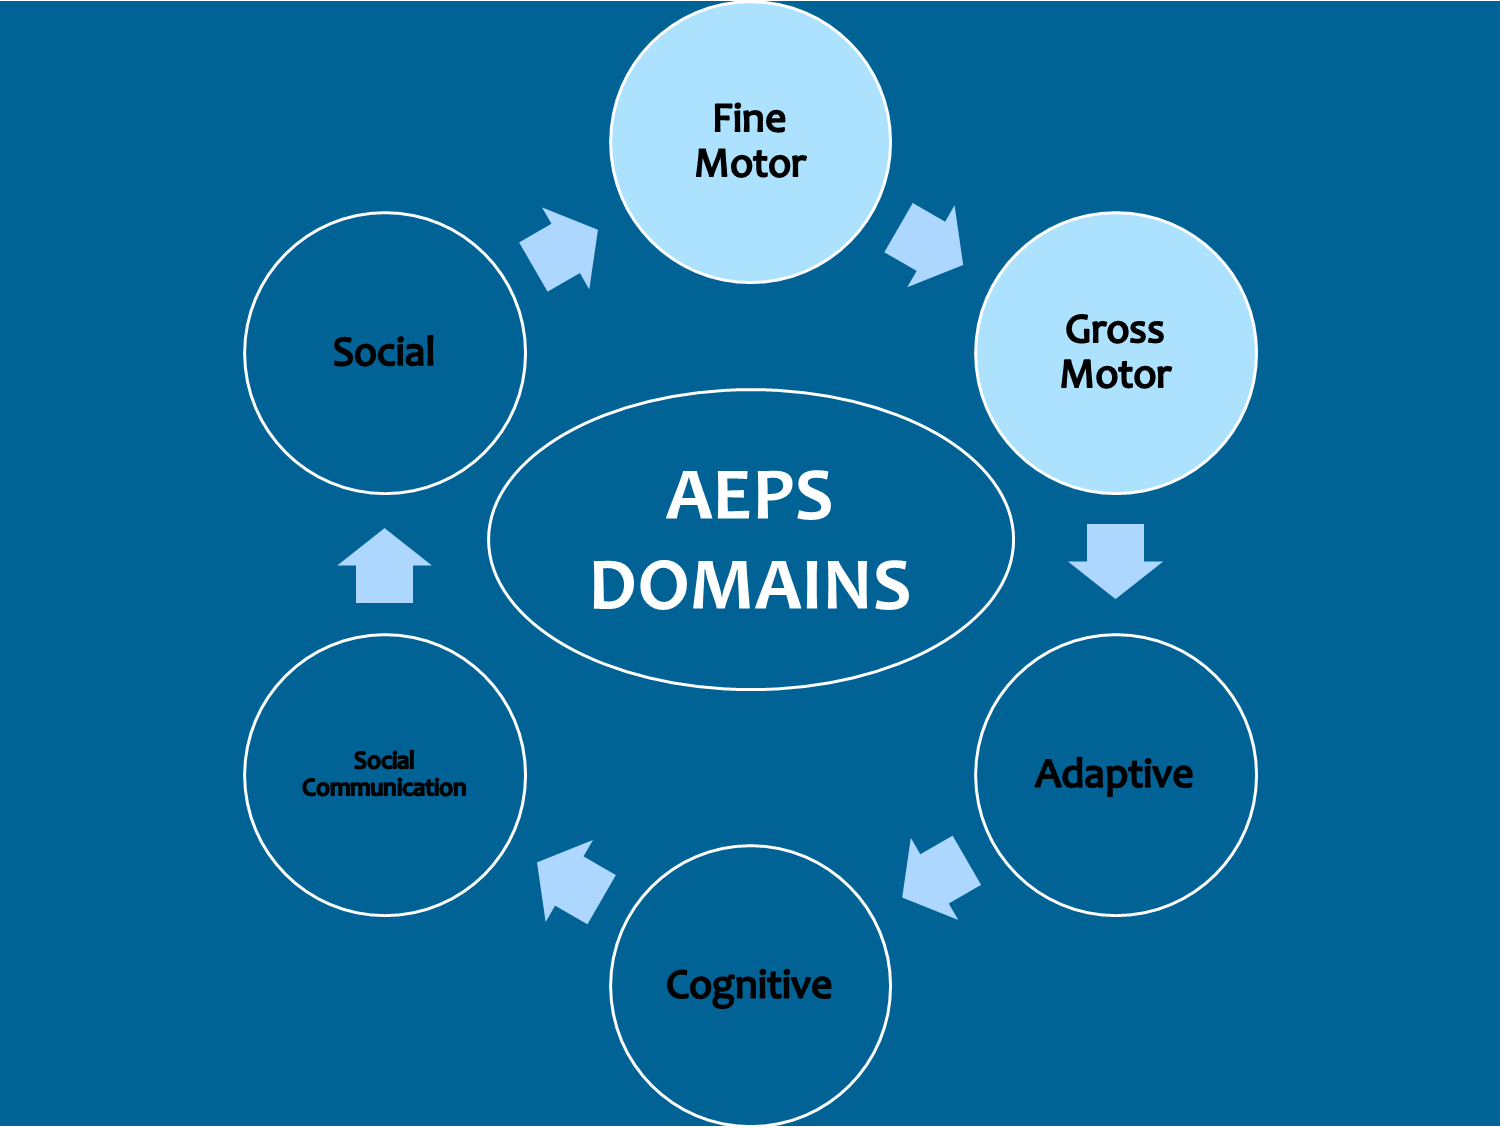 Fine
Motor
Gross
Motor
Social
AEPS
DOMAINS
Social
Communication
Adaptive
Cognitive